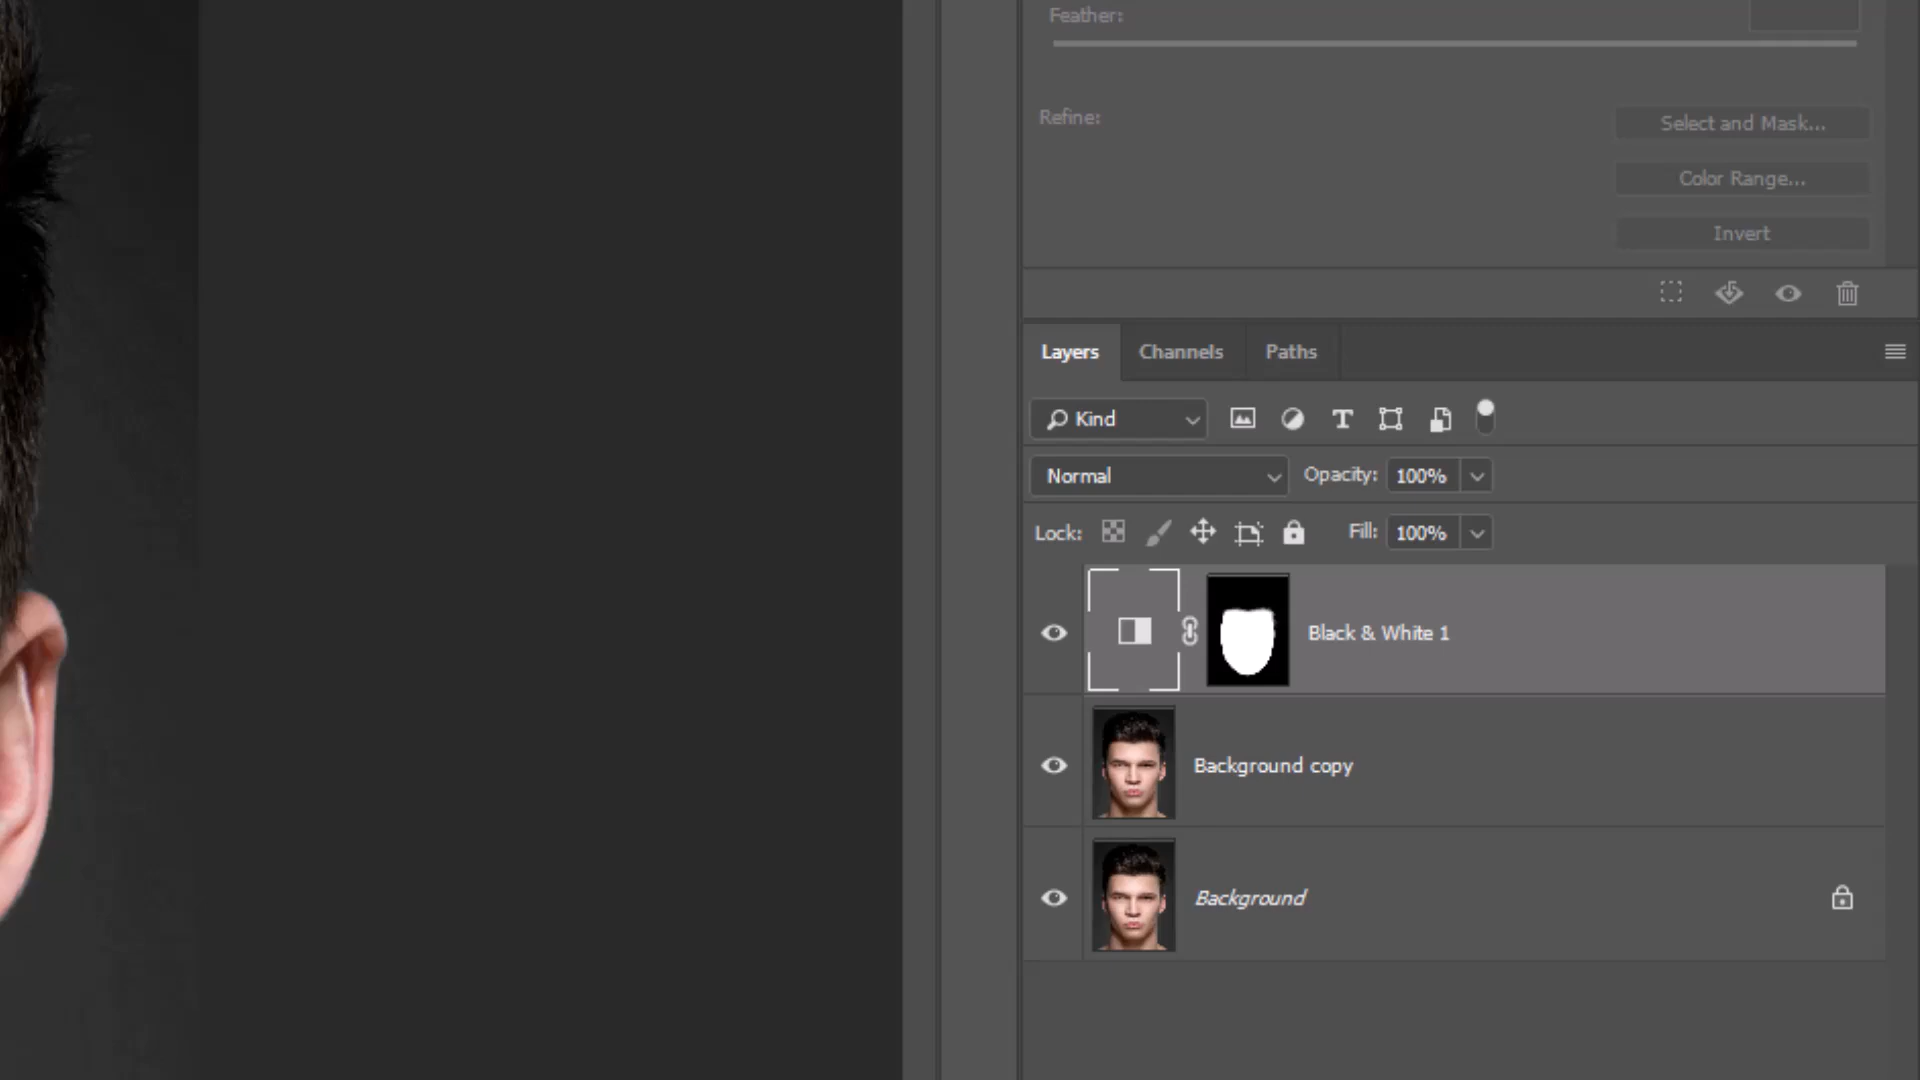 Feather:
Refine:
Select and Mask...
Color Range...
Invert
Layers Channels Paths
Kind
Normal Opacity: 100%
Lock: Fill: 100%
Black & White 1
Background copy
Background